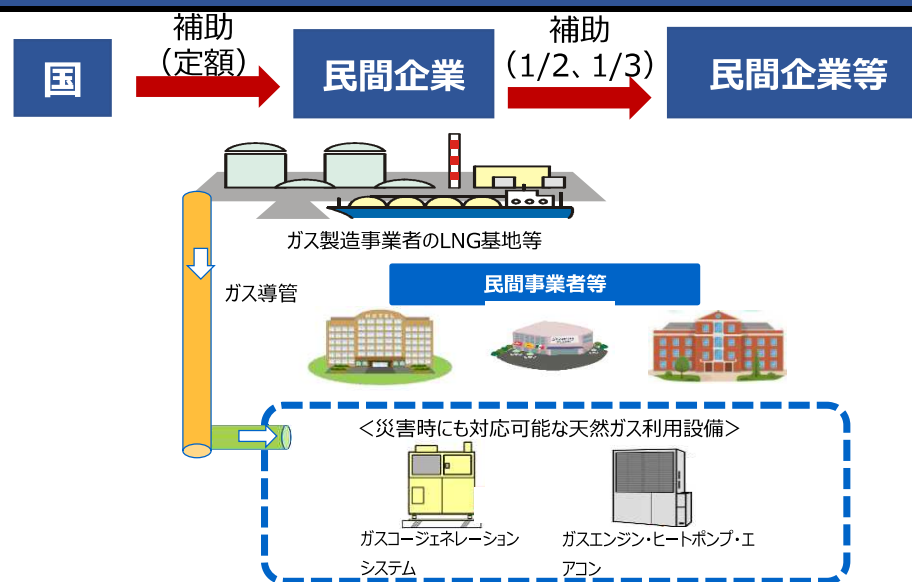 補助
(定額)
補助
(1/2、1/3)
国
民間企業
民間企業等
ガス製造事業者のLNG基地等
ガス導管
民間事業者等
＜災害時にも対応可能な天然ガス利用設備＞
ガスコージェネレーション
システム
ガスエンジン・ヒートポンプ・エ
アコン